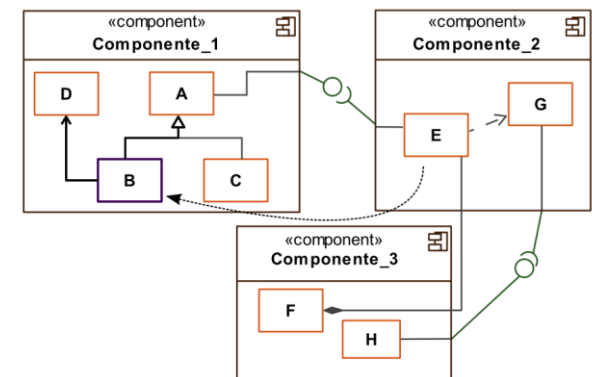 «component»
Componente_1
D
A
B
C
«component»
Componente_2
E
G
«component»
Componente_3
F
H